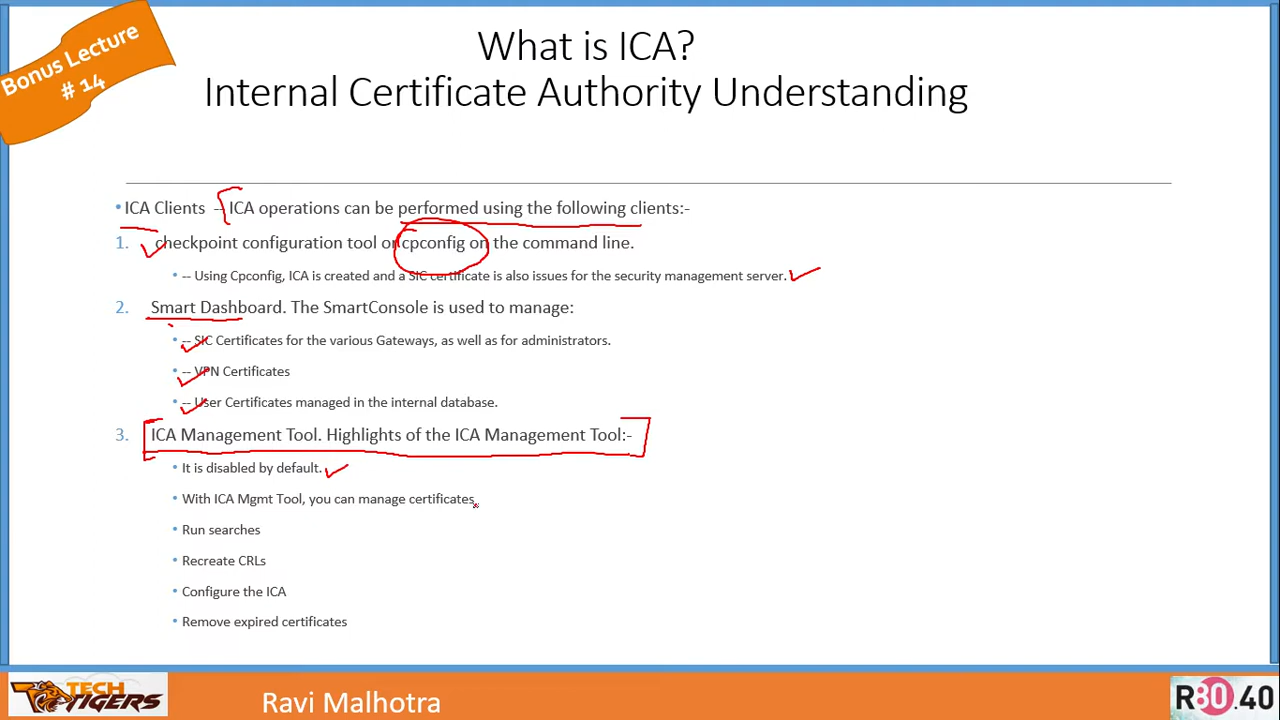 Bonus Lecture
# 14
What is ICA?
Internal Certificate Authority Understanding
• ICA Clients -- ICA operations can be performed using the following clients:-
1. checkpoint configuration tool or cpconfig on the command line.
• -- Using Cpconfig, ICA is created and a SIC certificate is also issues for the security management server.
2. Smart Dashboard. The SmartConsole is used to manage:
• -- SIC Certificates for the various Gateways, as well as for administrators.
• -- VPN Certificates
• -- User Certificates managed in the internal database.
3. ICA Management Tool. Highlights of the ICA Management Tool:-
• It is disabled by default.
• With ICA Mgmt Tool, you can manage certificates
• Run searches
• Recreate CRLs
• Configure the ICA
• Remove expired certificates
TECH
TIGERS
Ravi Malhotra
R80.40